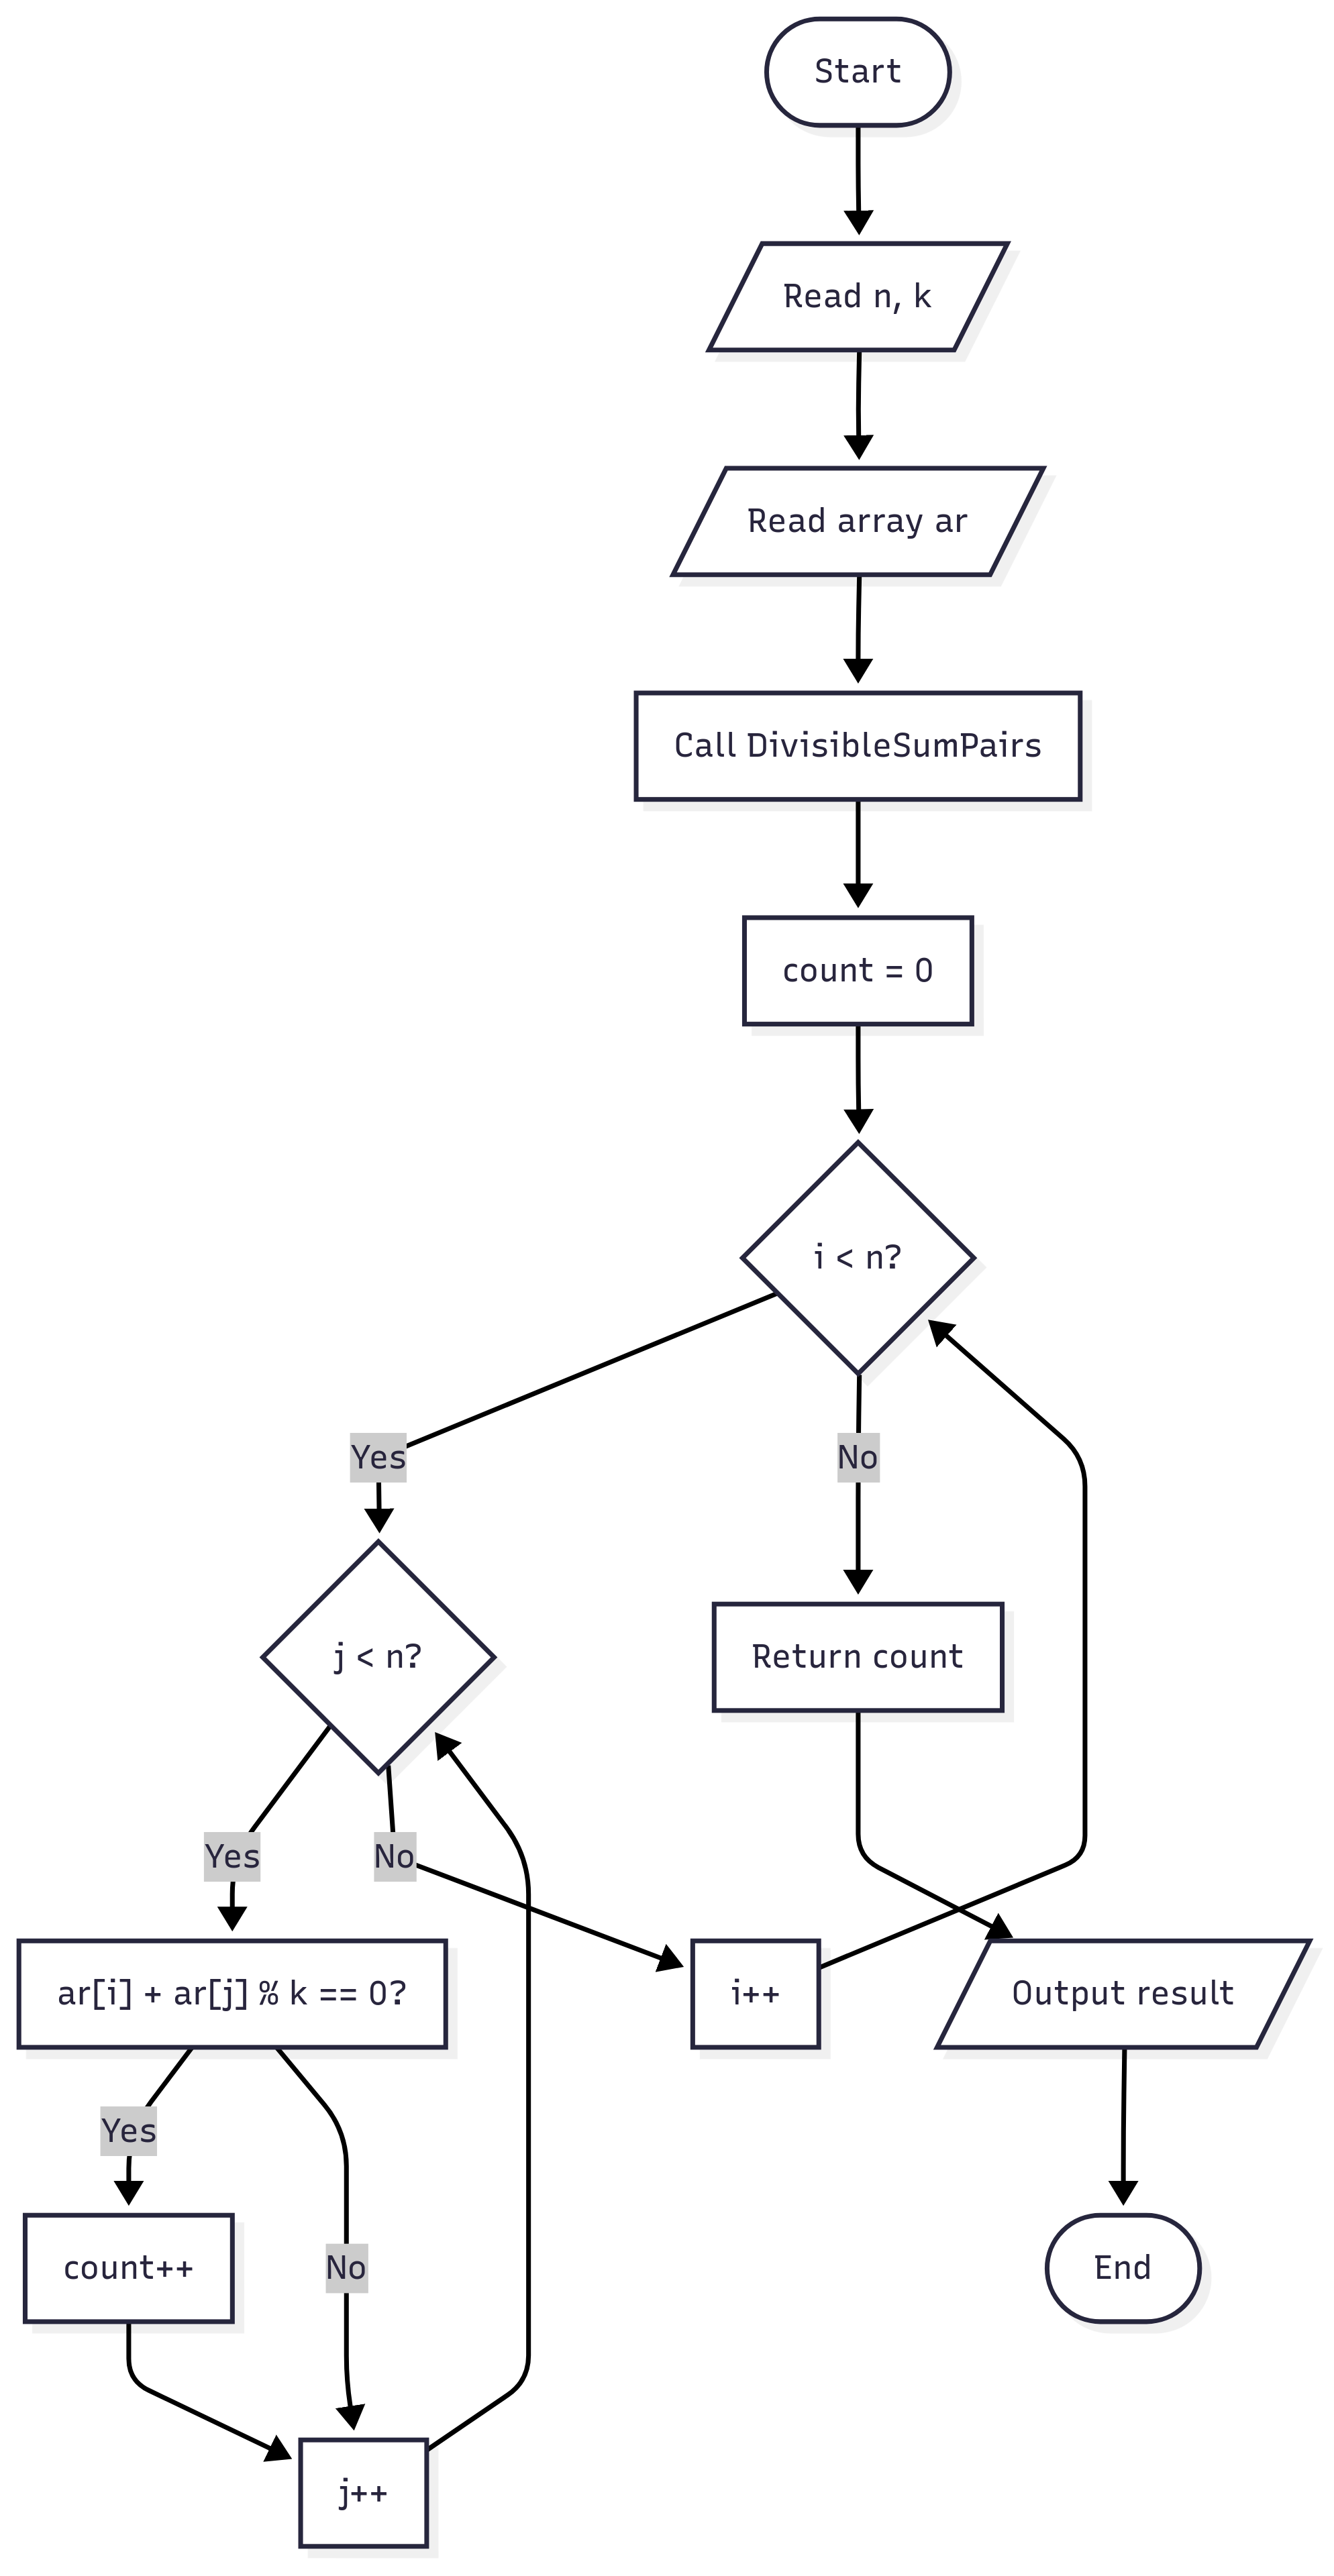 Start
Read n, k
Read array ar
Call DivisibleSumPairs
count = 0
i < n?
Yes
No
j < n?
Return count
Yes
No
ar[i] + ar[j] % k == 0?
i++
Output result
Yes
count++
No
End
j++